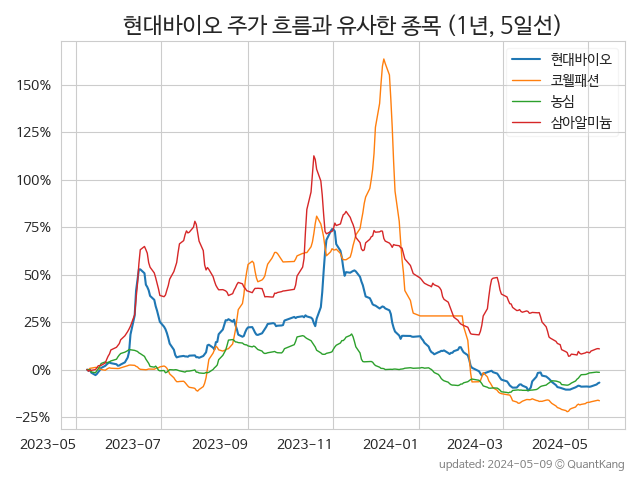 현대바이오 주가 흐름과 유사한 종목 (1년, 5일선)
현대바이오
코웰패션
농심
삼아알미늄
150%
125%
100%
75%
50%
25%
0%
−25%
2023-05 2023-07 2023-09 2023-11 2024-01 2024-03 2024-05
updated: 2024-05-09 ⓒ QuantKang